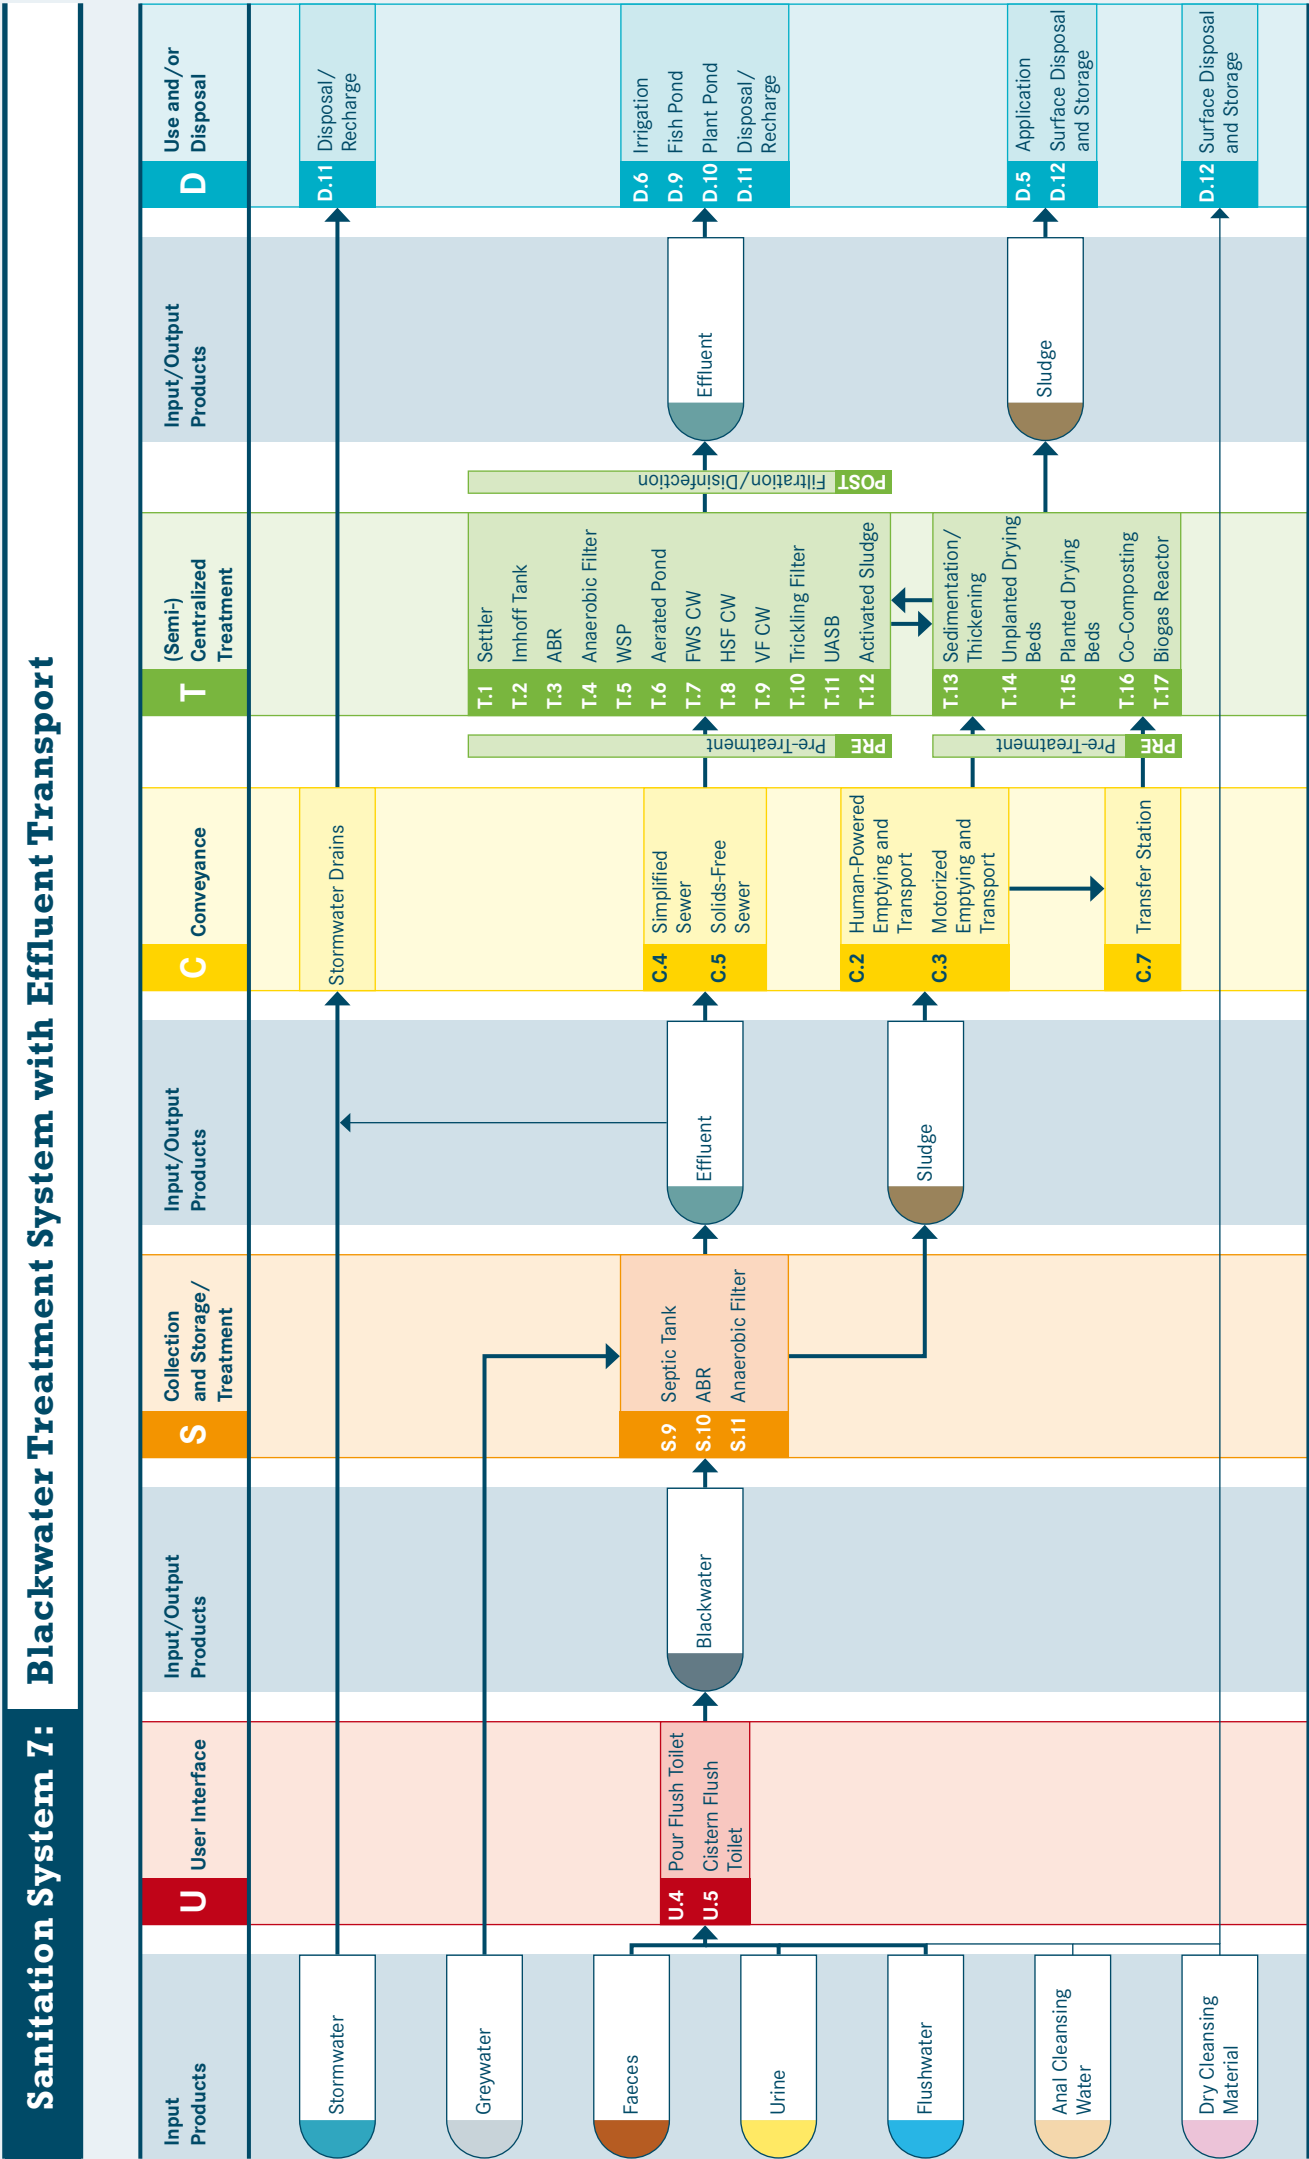 Sanitation System 7: Blackwater Treatment System with Effluent Transport
Input
Products
U User Interface
Input/Output
Products
S Collection
and Storage/
Treatment
Input/Output
Products
C Conveyance
T (Semi-)
Centralized
Treatment
Input/Output
Products
D Use and/or
Disposal
Stormwater
Greywater
Faeces
Urine
Flushwater
Anal Cleansing
Water
Dry Cleansing
Material
U.4 Pour Flush Toilet
U.5 Cistern Flush
Toilet
Blackwater
S.9 Septic Tank
S.10 ABR
S.11 Anaerobic Filter
Effluent
Sludge
Stormwater Drains
C.4 Simplified
Sewer
C.5 Solids-Free
Sewer
C.2 Human-Powered
Emptying and
Transport
C.3 Motorized
Emptying and
Transport
C.7 Transfer Station
PRE Pre-Treatment
PRE Pre-Treatment
T.1 Settler
T.2 Imhoff Tank
T.3 ABR
T.4 Anaerobic Filter
T.5 WSP
T.6 Aerated Pond
T.7 FWS CW
T.8 HSF CW
T.9 VF CW
T.10 Trickling Filter
T.11 UASB
T.12 Activated Sludge
T.13 Sedimentation/
Thickening
T.14 Unplanted Drying
Beds
T.15 Planted Drying
Beds
T.16 Co-Composting
T.17 Biogas Reactor
POST Filtration/Disinfection
Effluent
Sludge
D.11 Disposal/
Recharge
D.6 Irrigation
D.9 Fish Pond
D.10 Plant Pond
D.11 Disposal/
Recharge
D.5 Application
D.12 Surface Disposal
and Storage
D.12 Surface Disposal
and Storage